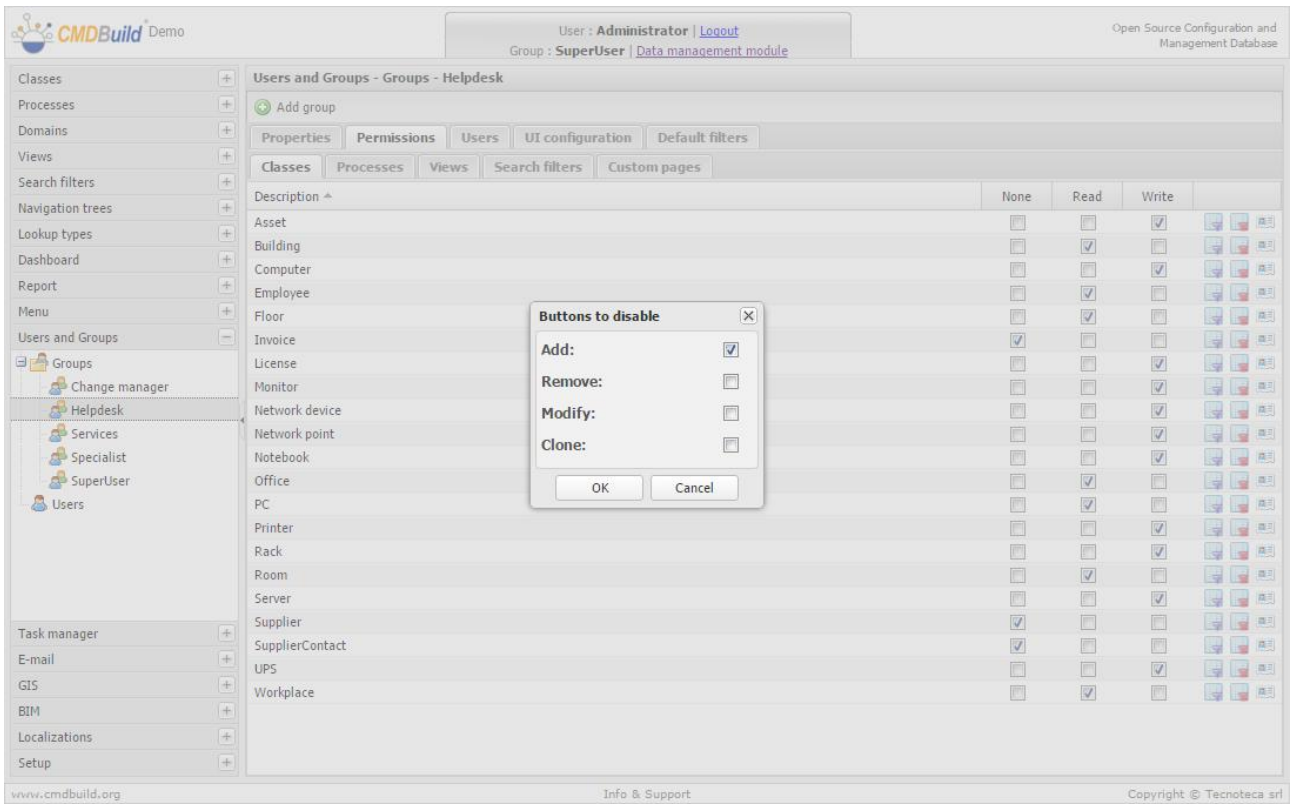 CMDBuild Demo
User : Administrator | Logout
Group : SuperUser | Data management module
Open Source Configuration and
Management Database
Classes
Processes
Domains
Views
Search filters
Navigation trees
Lookup types
Dashboard
Report
Menu
Users and Groups
Groups
Change manager
Helpdesk
Services
Specialist
SuperUser
Users
Task manager
E-mail
GIS
BIM
Localizations
Setup
Users and Groups - Groups - Helpdesk
Add group
Properties Permissions Users UI configuration Default filters
Classes Processes Views Search filters Custom pages
Description None Read Write
Asset
Building
Computer
Employee
Floor
Invoice
License
Monitor
Network device
Network point
Notebook
Office
PC
Printer
Rack
Room
Server
Supplier
SupplierContact
UPS
Workplace
Buttons to disable
Add:
Remove:
Modify:
Clone:
OK Cancel
www.cmdbuild.org Info & Support Copyright © Tecnoteca srl